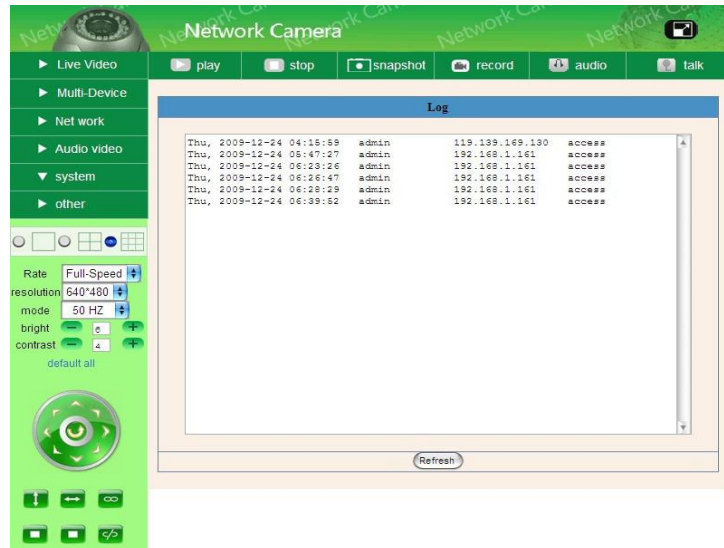 Network Camera
Live Video
play
stop
snapshot
record
audio
talk
Multi-Device
Net work
Audio video
system
other
Log
Thu, 2009-12-24 04:15:59 admin 119.139.169.130 access
Thu, 2009-12-24 05:47:27 admin 192.168.1.161 access
Thu, 2009-12-24 06:23:26 admin 192.168.1.161 access
Thu, 2009-12-24 06:26:47 admin 192.168.1.161 access
Thu, 2009-12-24 06:28:29 admin 192.168.1.161 access
Thu, 2009-12-24 06:39:52 admin 192.168.1.161 access
Rate Full-Speed
resolution 640*480
mode 50 HZ
bright 6
contrast 4
default all
Refresh